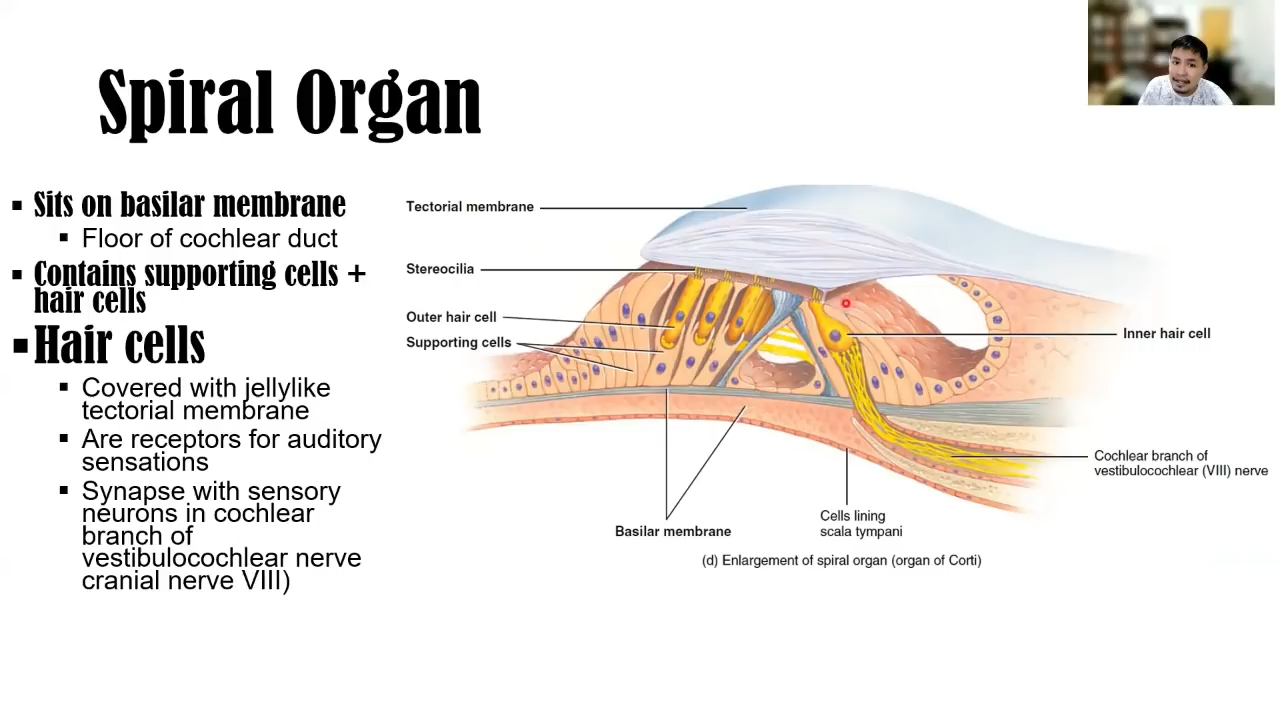 Spiral Organ
▪ Sits on basilar membrane
▪ Floor of cochlear duct
▪ Contains supporting cells +
hair cells
▪ Hair cells
▪ Covered with jellylike
tectorial membrane
▪ Are receptors for auditory
sensations
▪ Synapse with sensory
neurons in cochlear
branch of
vestibulocochlear nerve
cranial nerve VIII)
Tectorial membrane
Stereocilia
Outer hair cell
Supporting cells
Inner hair cell
Cochlear branch of
vestibulocochlear (VIII) nerve
Basilar membrane
Cells lining
scala tympani
(d) Enlargement of spiral organ (organ of Corti)